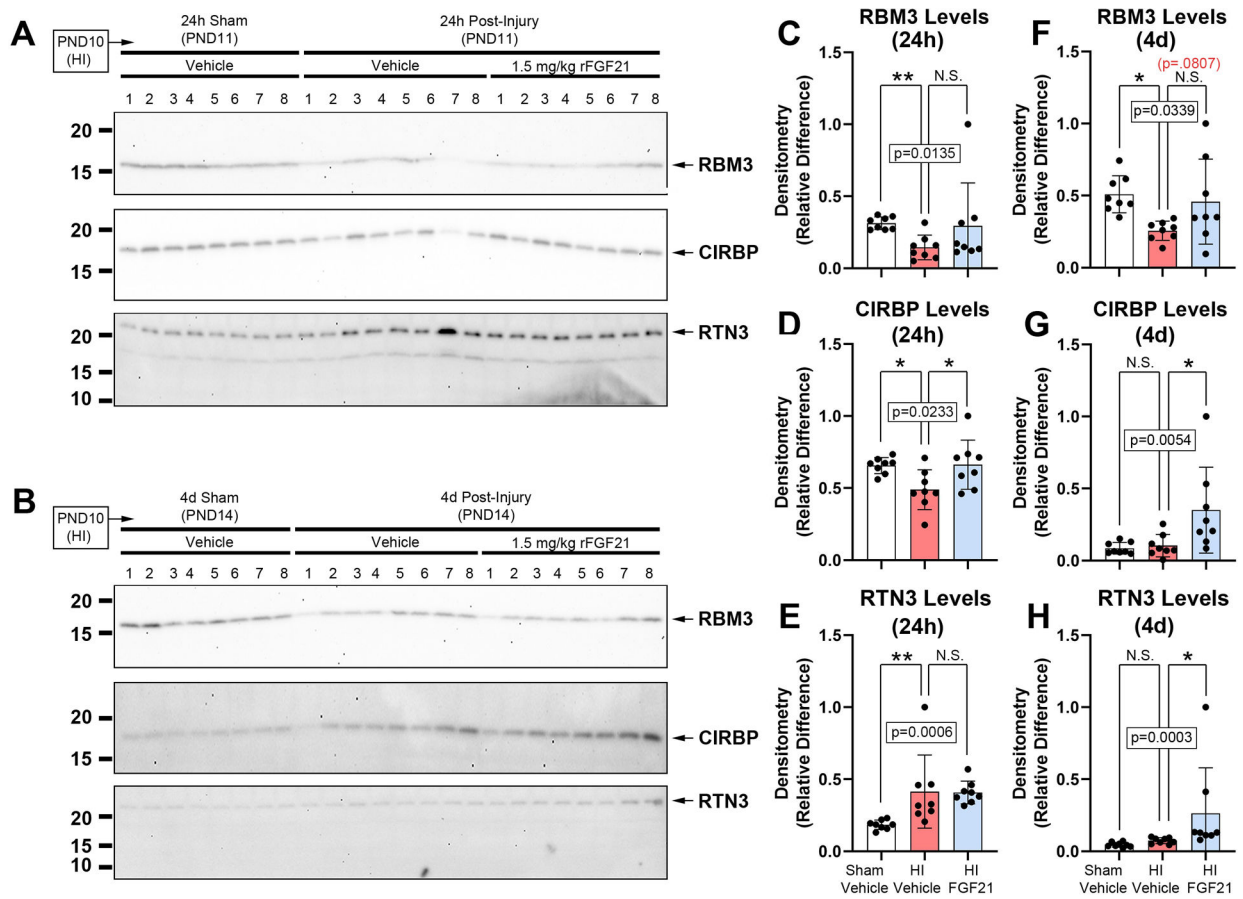 A
PND10
(HI)
24h Sham
(PND11)
24h Post-Injury
(PND11)
Vehicle
Vehicle
1.5 mg/kg rFGF21
1 2 3 4 5 6 7 8 1 2 3 4 5 6 7 8 1 2 3 4 5 6 7 8
20
15
RBM3
20
15
CIRBP
20
15
10
RTN3
B
PND10
(HI)
4d Sham
(PND14)
4d Post-Injury
(PND14)
Vehicle
Vehicle
1.5 mg/kg rFGF21
1 2 3 4 5 6 7 8 1 2 3 4 5 6 7 8 1 2 3 4 5 6 7 8
20
15
RBM3
20
15
CIRBP
20
15
10
RTN3
C
RBM3 Levels
(24h)
Densitometry
(Relative Difference)
1.5
1.0
0.5
0.0
**
N.S.
p=0.0135
D
CIRBP Levels
(24h)
Densitometry
(Relative Difference)
1.5
1.0
0.5
0.0
*
*
p=0.0233
E
RTN3 Levels
(24h)
Densitometry
(Relative Difference)
1.5
1.0
0.5
0.0
**
N.S.
p=0.0006
Sham
Vehicle
HI
Vehicle
HI
FGF21
F
RBM3 Levels
(4d)
Densitometry
(Relative Difference)
1.5
1.0
0.5
0.0
(p=.0807)
*
N.S.
p=0.0339
G
CIRBP Levels
(4d)
Densitometry
(Relative Difference)
1.5
1.0
0.5
0.0
N.S.
*
p=0.0054
H
RTN3 Levels
(4d)
Densitometry
(Relative Difference)
1.5
1.0
0.5
0.0
N.S.
*
p=0.0003
Sham
Vehicle
HI
Vehicle
HI
FGF21